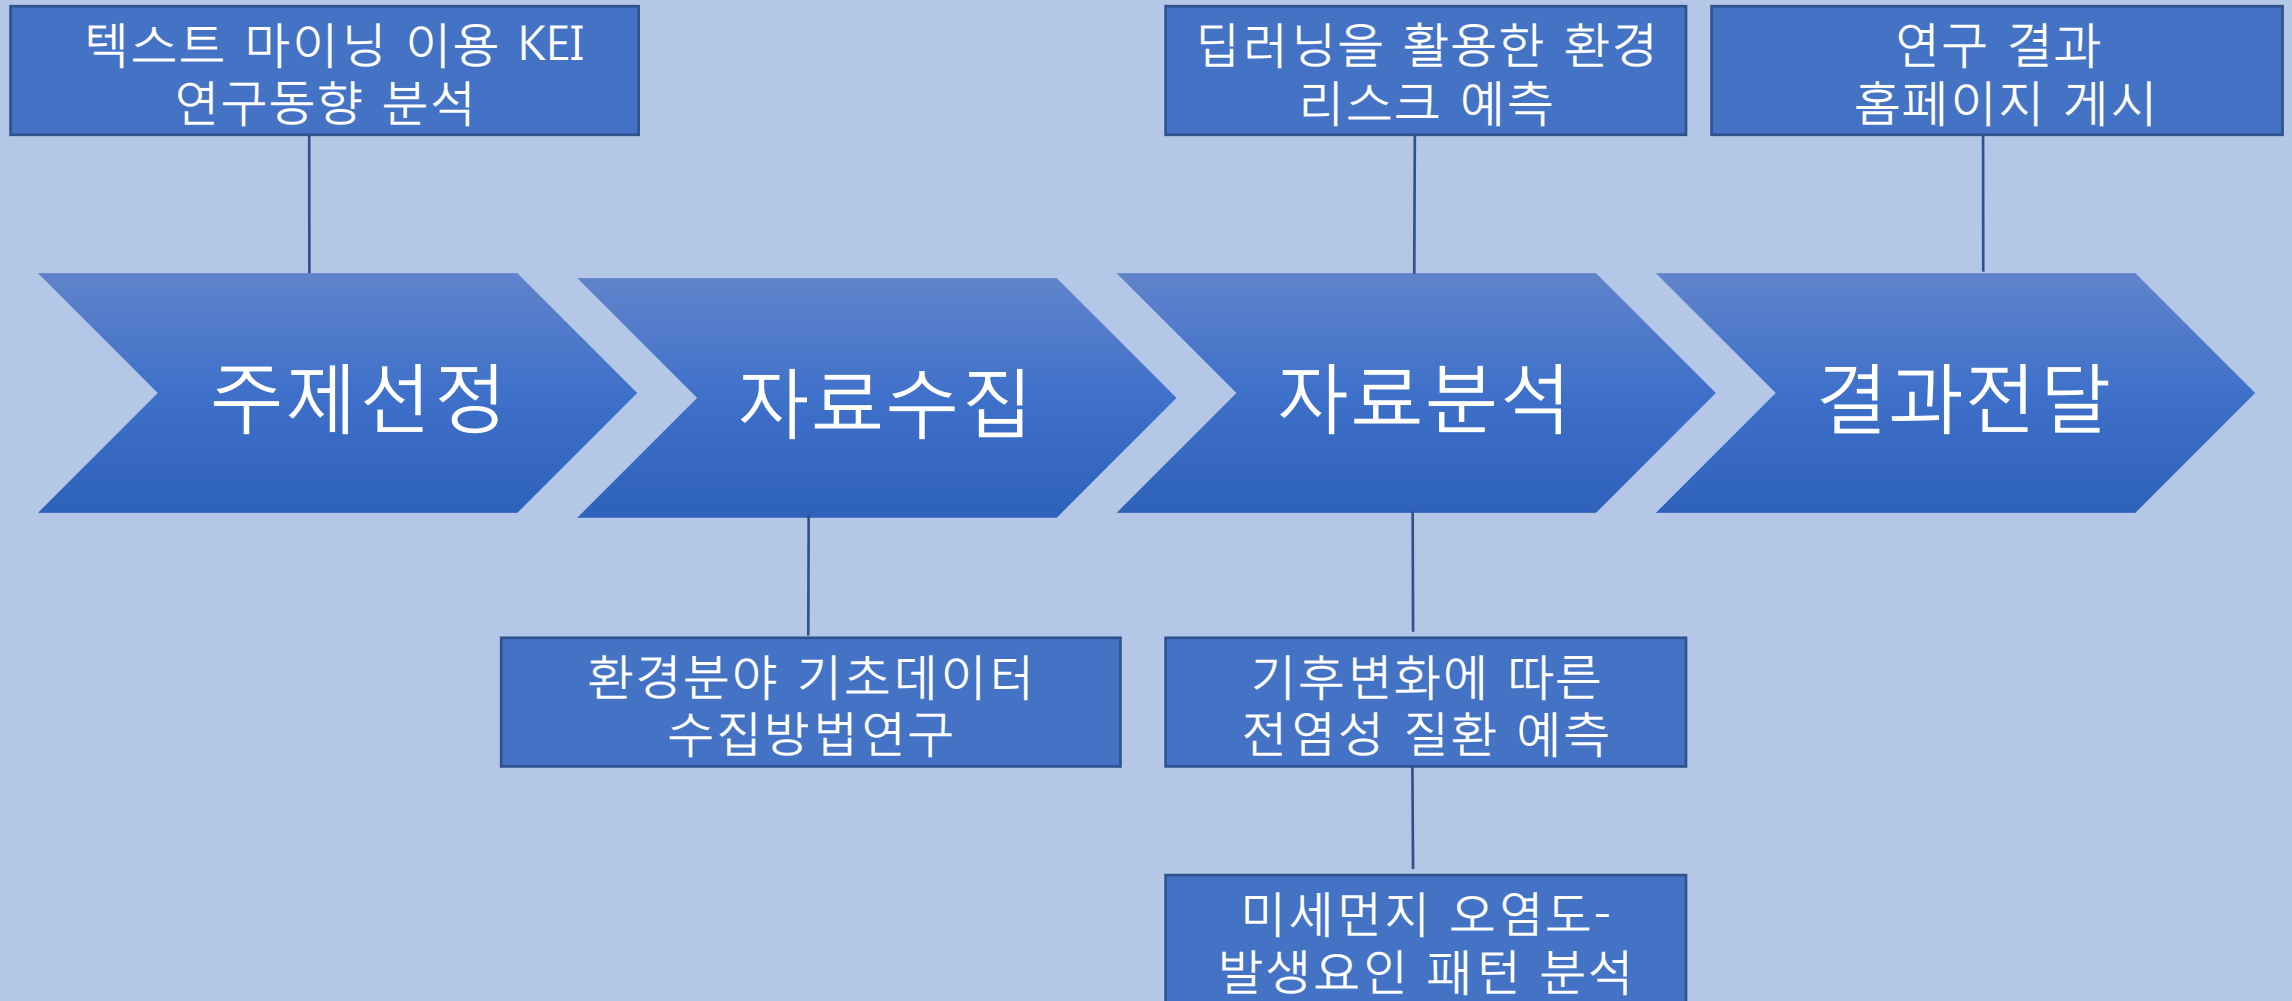 텍스트 마이닝 이용 KEI
연구동향 분석
딥러닝을 활용한 환경
리스크 예측
연구 결과
홈페이지 게시
주제선정
자료수집
자료분석
결과전달
환경분야 기초데이터
수집방법연구
기후변화에 따른
전염성 질환 예측
미세먼지 오염도-
발생요인 패턴 분석